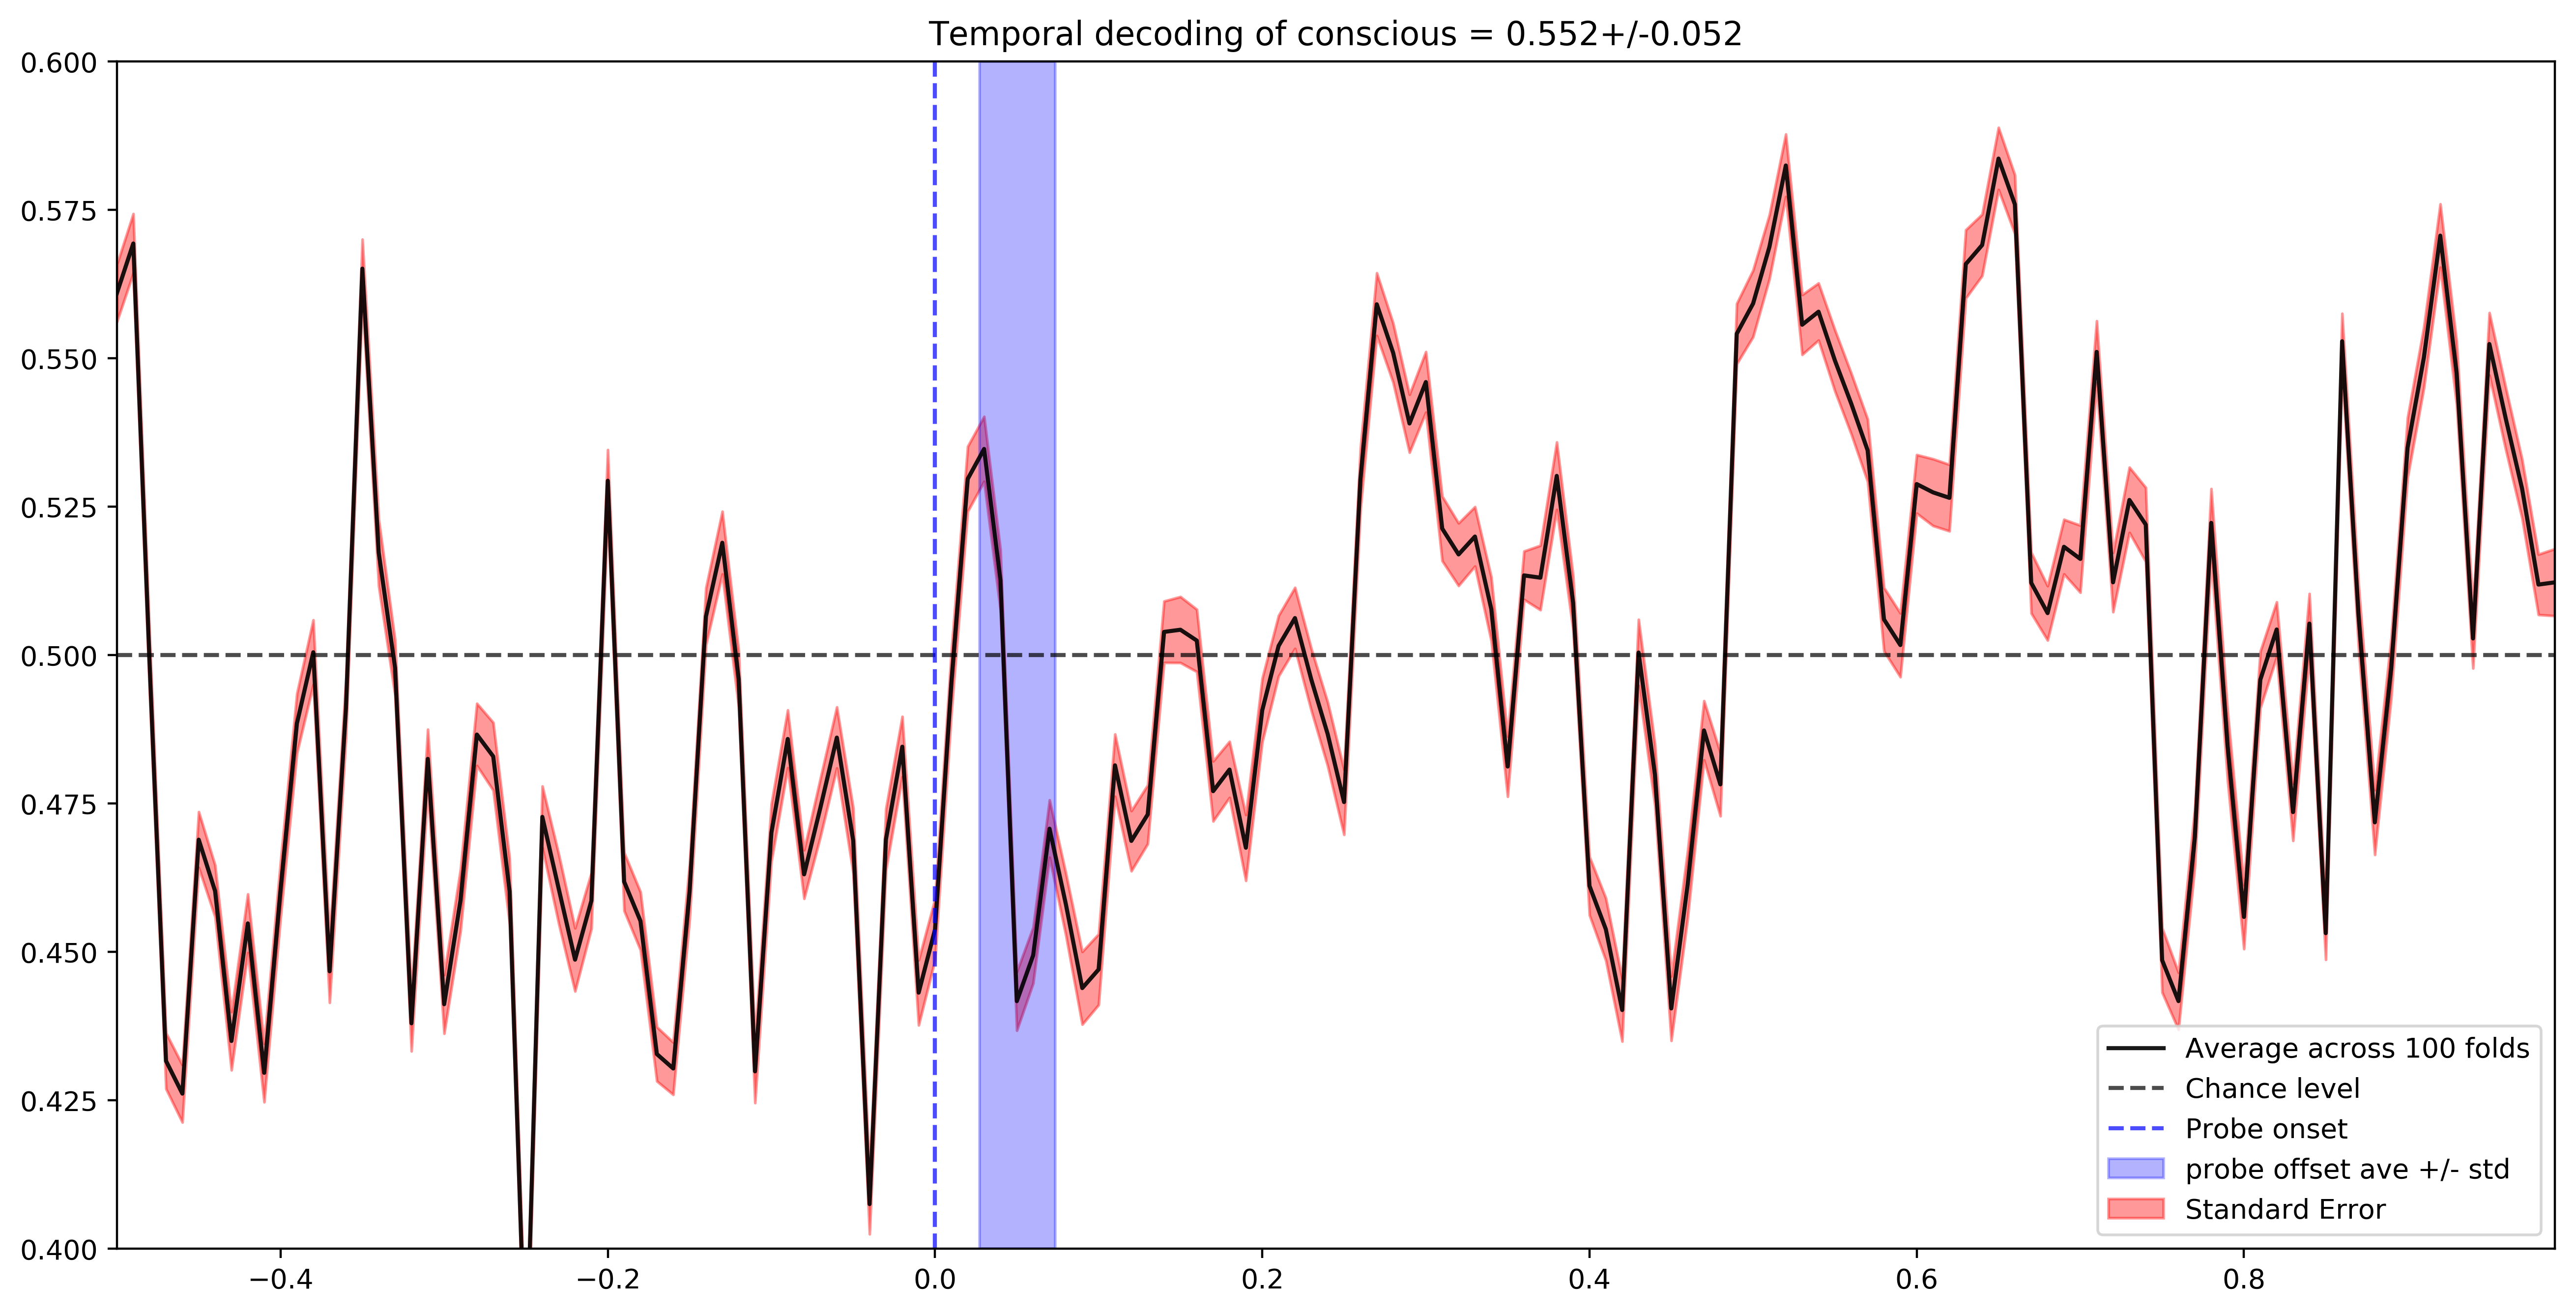 Temporal decoding of conscious = 0.552+/-0.052
0.600
0.575
0.550
0.525
0.500
0.475
0.450
0.425
0.400
−0.4
−0.2
0.0
0.2
0.4
0.6
0.8
Average across 100 folds
Chance level
Probe onset
probe offset ave +/- std
Standard Error